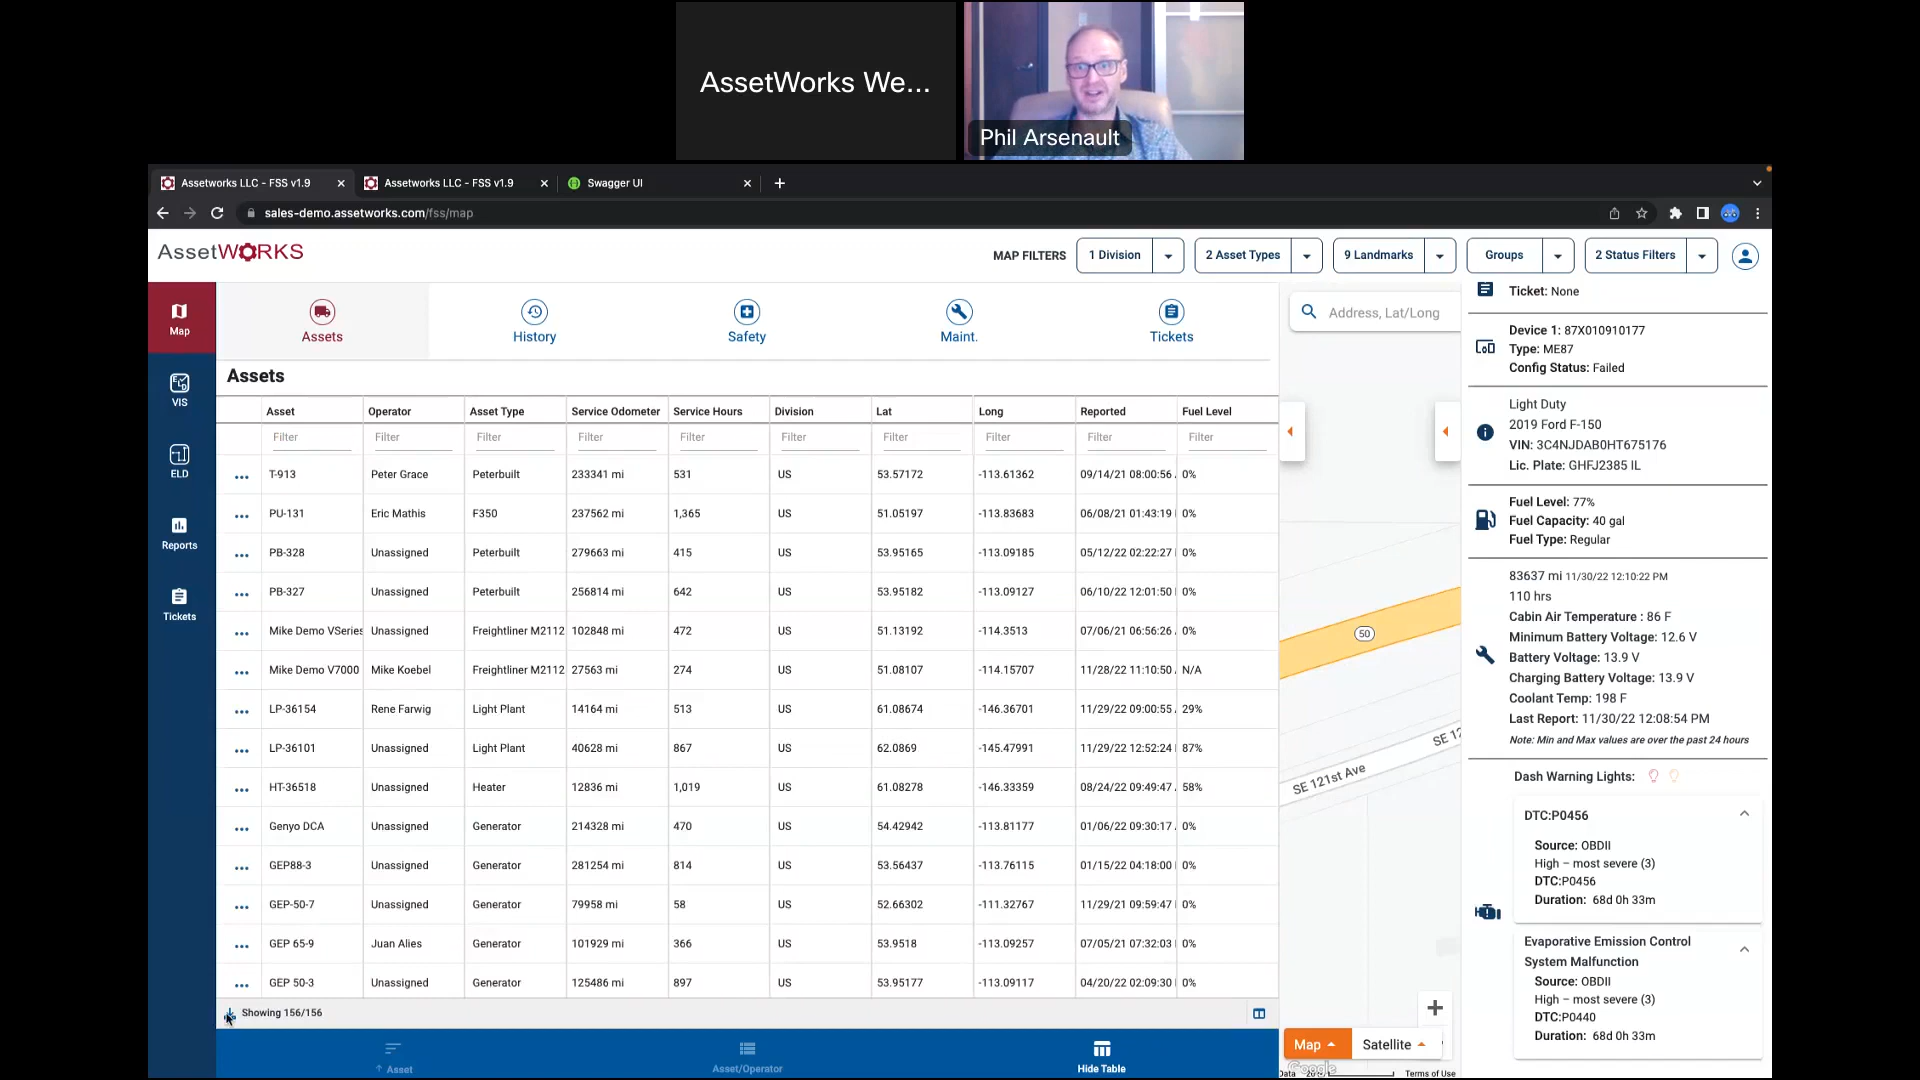 AssetWorks We...
Phil Arsenault
Assetworks LLC - FSS v1.9
Assetworks LLC - FSS v1.9
Swagger UI
sales-demo.assetworks.com/fss/map
AssetWORKS
MAP FILTERS
1 Division
2 Asset Types
9 Landmarks
Groups
2 Status Filters
Map
VIS
ELD
Reports
Tickets
Assets
History
Safety
Maint.
Tickets
Assets
Asset Operator Asset Type Service Odometer Service Hours Division Lat Long Reported Fuel Level
Filter Filter Filter Filter Filter Filter Filter Filter Filter Filter
T-913 Peter Grace Peterbuilt 233341 mi 531 US 53.57172 -113.61362 09/14/21 08:00:56 0%
PU-131 Eric Mathis F350 237562 mi 1,365 US 51.05197 -113.83683 06/08/21 01:43:19 0%
PB-328 Unassigned Peterbuilt 279663 mi 415 US 53.95165 -113.09185 05/12/22 02:22:27 0%
PB-327 Unassigned Peterbuilt 256814 mi 642 US 53.95182 -113.09127 06/10/22 12:01:50 0%
Mike Demo VSeries Unassigned Freightliner M2112 102848 mi 472 US 51.13192 -114.3513 07/06/21 06:56:26 0%
Mike Demo V7000 Mike Koebel Freightliner M2112 27563 mi 274 US 51.08107 -114.15707 11/28/22 11:10:50 N/A
LP-36154 Rene Farwig Light Plant 14164 mi 513 US 61.08674 -146.36701 11/29/22 09:00:55 29%
LP-36101 Unassigned Light Plant 40628 mi 867 US 62.0869 -145.47991 11/29/22 12:52:24 87%
HT-36518 Unassigned Heater 12836 mi 1,019 US 61.08278 -146.33359 08/24/22 09:49:47 58%
Genyo DCA Unassigned Generator 214328 mi 470 US 54.42942 -113.81177 01/06/22 09:30:17 0%
GEP88-3 Unassigned Generator 281254 mi 814 US 53.56437 -113.76115 01/15/22 04:18:00 0%
GEP-50-7 Unassigned Generator 79958 mi 58 US 52.66302 -111.32767 11/29/21 09:59:47 0%
GEP 65-9 Juan Alies Generator 101929 mi 366 US 53.9518 -113.09257 07/05/21 07:32:03 0%
GEP 50-3 Unassigned Generator 125486 mi 897 US 53.95177 -113.09117 04/20/22 02:09:30 0%
Showing 156/156
↑ Asset
Asset/Operator
Hide Table
Address, Lat/Long
50
SE 12
SE 121st Ave
Map
Satellite
Google
Terms of Use
Ticket: None
Device 1: 87X010910177
Type: ME87
Config Status: Failed
Light Duty
2019 Ford F-150
VIN: 3C4NJDAB0HT675176
Lic. Plate: GHFJ2385 IL
Fuel Level: 77%
Fuel Capacity: 40 gal
Fuel Type: Regular
83637 mi 11/30/22 12:10:22 PM
110 hrs
Cabin Air Temperature : 86 F
Minimum Battery Voltage: 12.6 V
Battery Voltage: 13.9 V
Charging Battery Voltage: 13.9 V
Coolant Temp: 198 F
Last Report: 11/30/22 12:08:54 PM
Note: Min and Max values are over the past 24 hours
Dash Warning Lights:
DTC:P0456
Source: OBDII
High – most severe (3)
DTC:P0456
Duration: 68d 0h 33m
Evaporative Emission Control
System Malfunction
Source: OBDII
High – most severe (3)
DTC:P0440
Duration: 68d 0h 33m